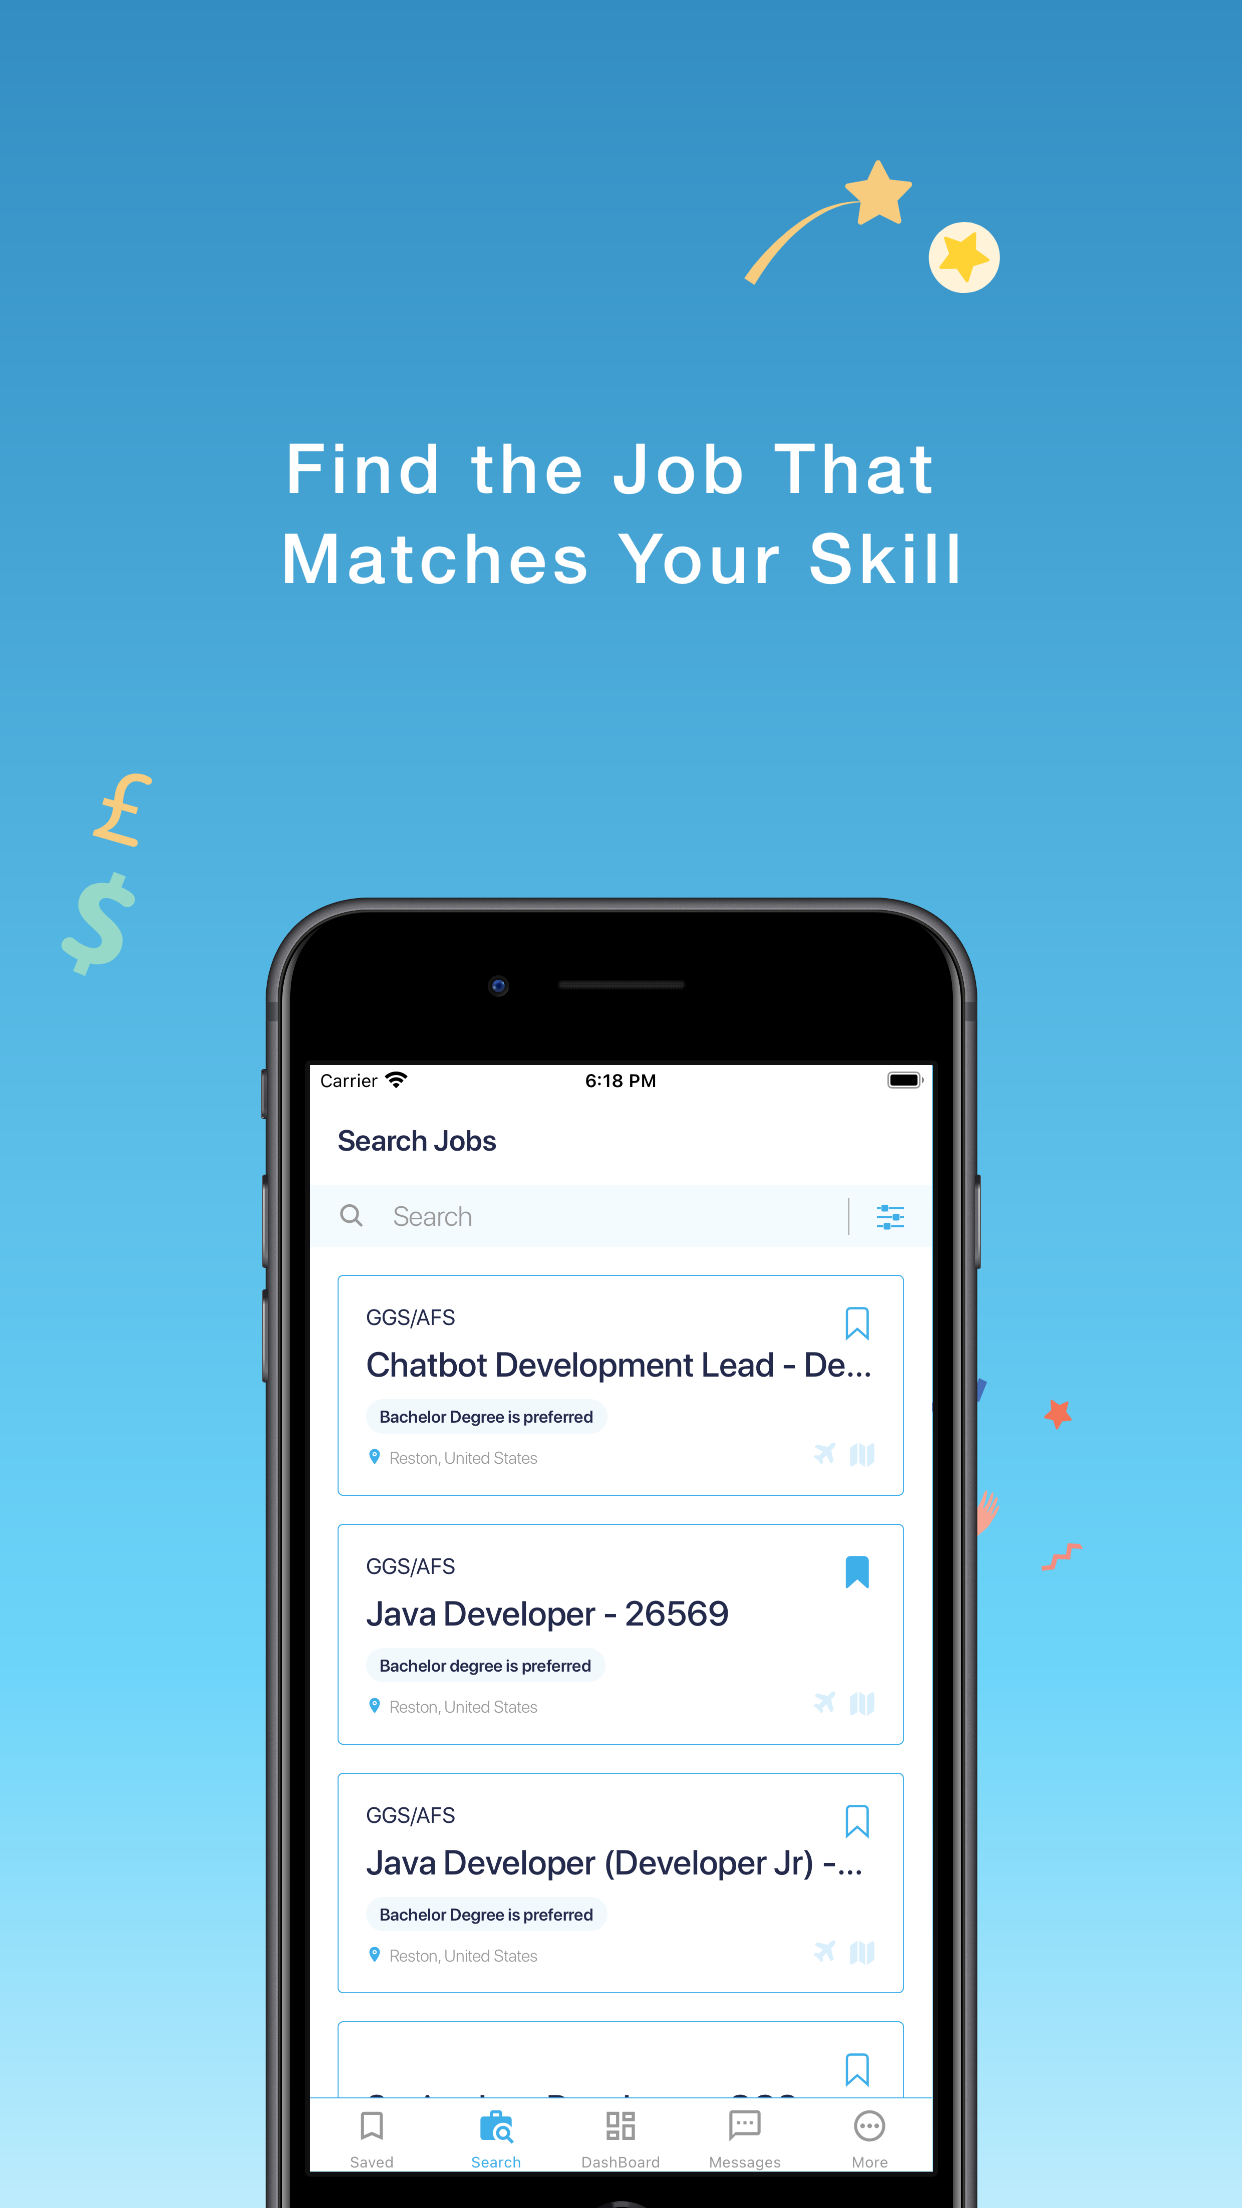 Find the Job That
Matches Your Skill
£
$
Carrier 6:18 PM
Search Jobs
Search
GGS/AFS
Chatbot Development Lead - De...
Bachelor Degree is preferred
Reston, United States
GGS/AFS
Java Developer - 26569
Bachelor degree is preferred
Reston, United States
GGS/AFS
Java Developer (Developer Jr) -...
Bachelor Degree is preferred
Reston, United States
Saved Search DashBoard Messages More